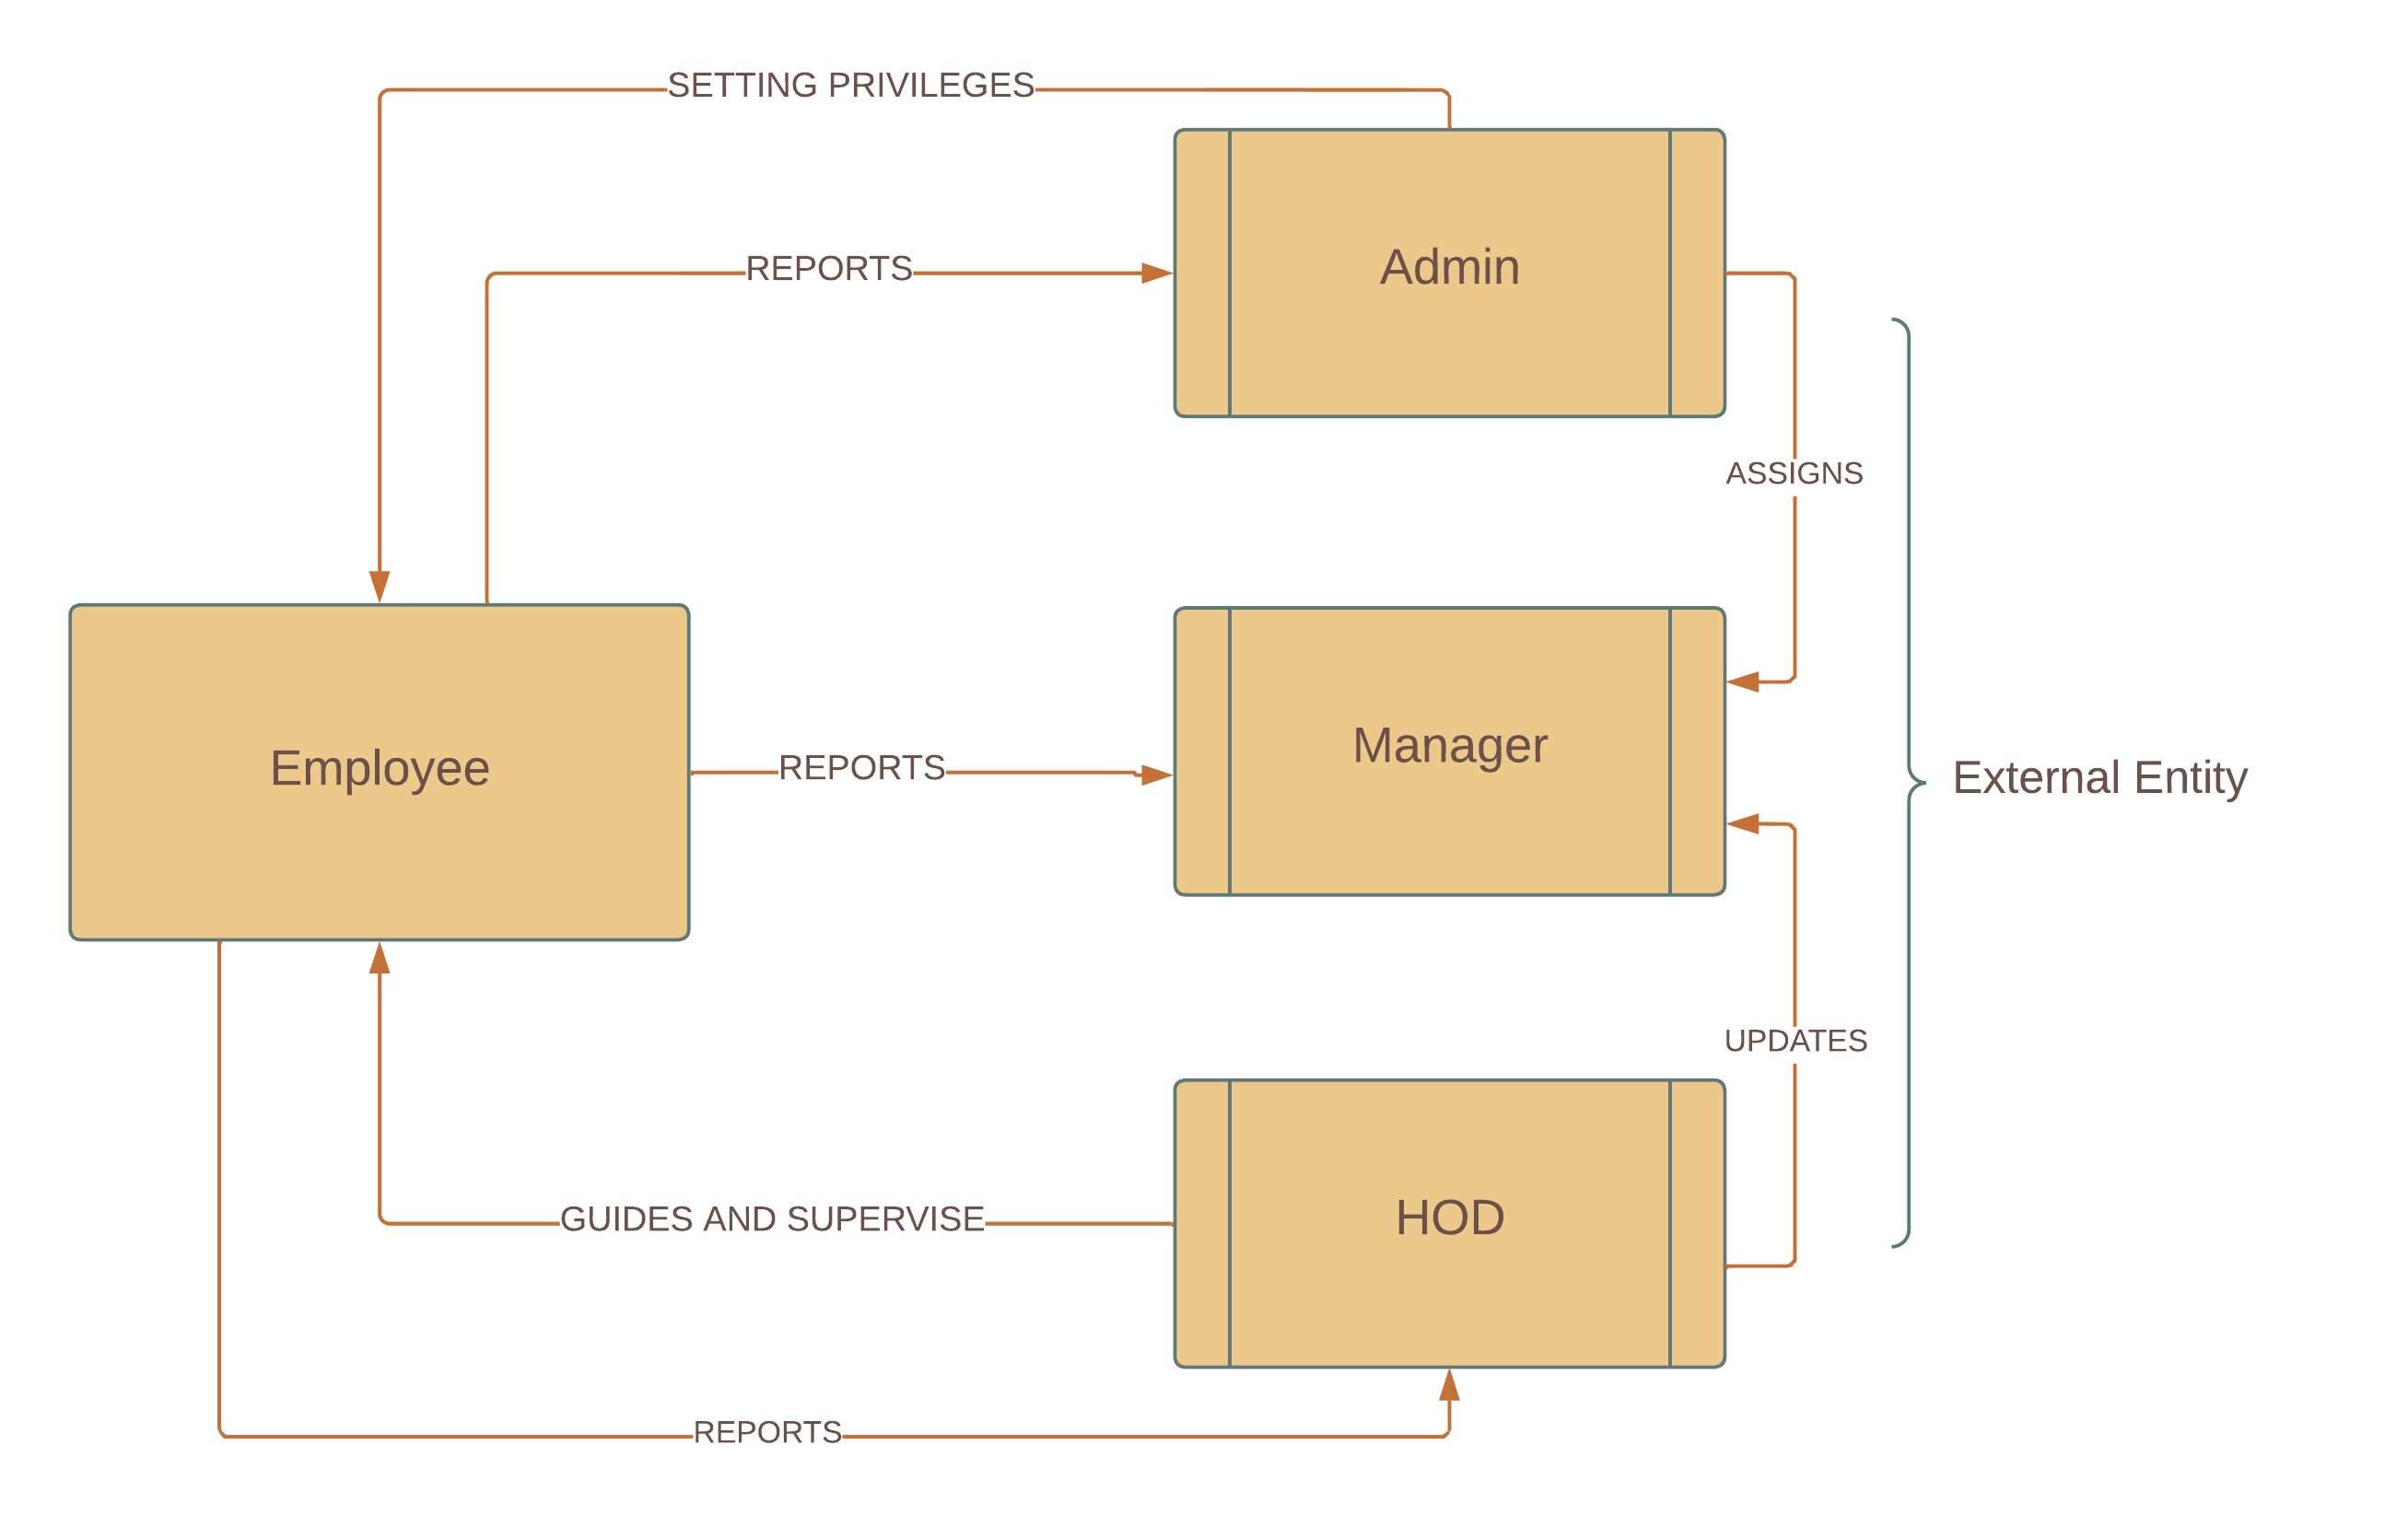 SETTING PRIVILEGES
REPORTS
Admin
ASSIGNS
Employee
REPORTS
Manager
External Entity
UPDATES
GUIDES AND SUPERVISE
HOD
REPORTS